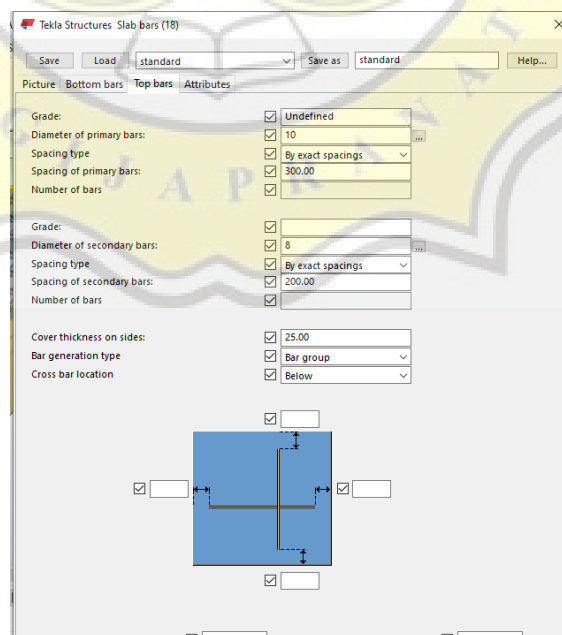 Tekla Structures Slab bars (18)
Save Load standard Save as standard Help...
Picture Bottom bars Top bars Attributes
Grade: Undefined
Diameter of primary bars: 10 ...
Spacing type By exact spacings
Spacing of primary bars: 300.00
Number of bars
Grade:
Diameter of secondary bars: 8 ...
Spacing type By exact spacings
Spacing of secondary bars: 200.00
Number of bars
Cover thickness on sides: 25.00
Bar generation type Bar group
Cross bar location Below
GIJAPRANAT